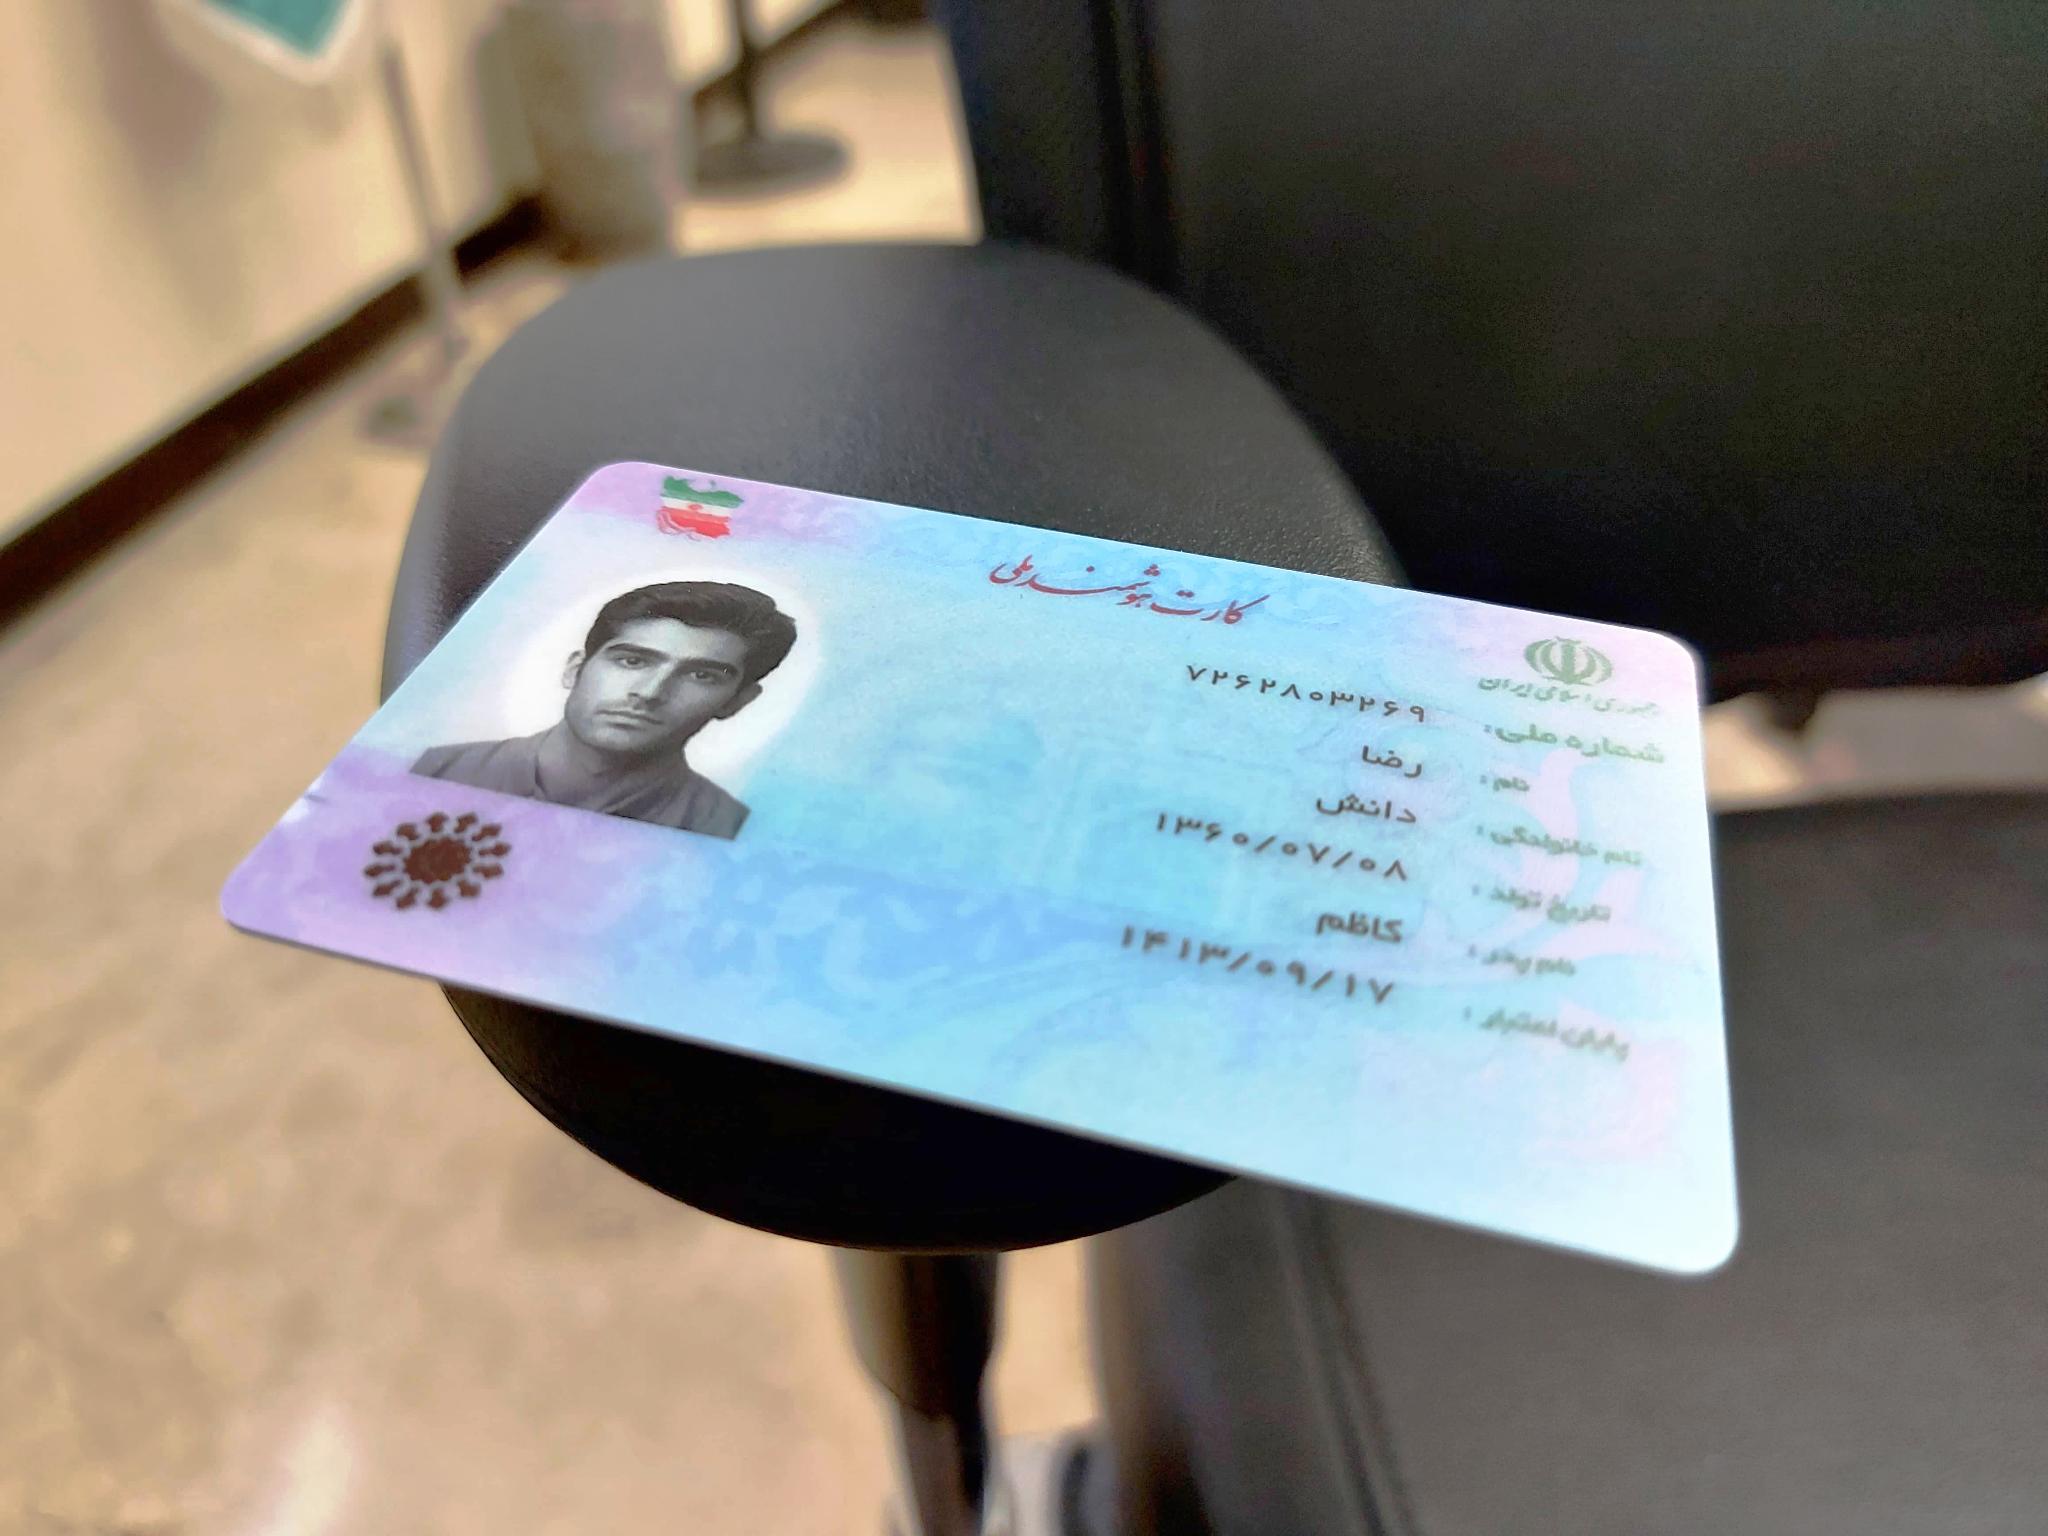 کارت هوشمند ملی
جمهوری اسلامی ایران
شماره ملی: ۷۲۶۲۸۰۳۲۶۹
نام: رضا
نام خانوادگی: دانش
تاریخ تولد: ۱۳۶۰/۰۷/۰۸
نام پدر: کاظم
پایان اعتبار: ۱۴۱۳/۰۹/۱۷